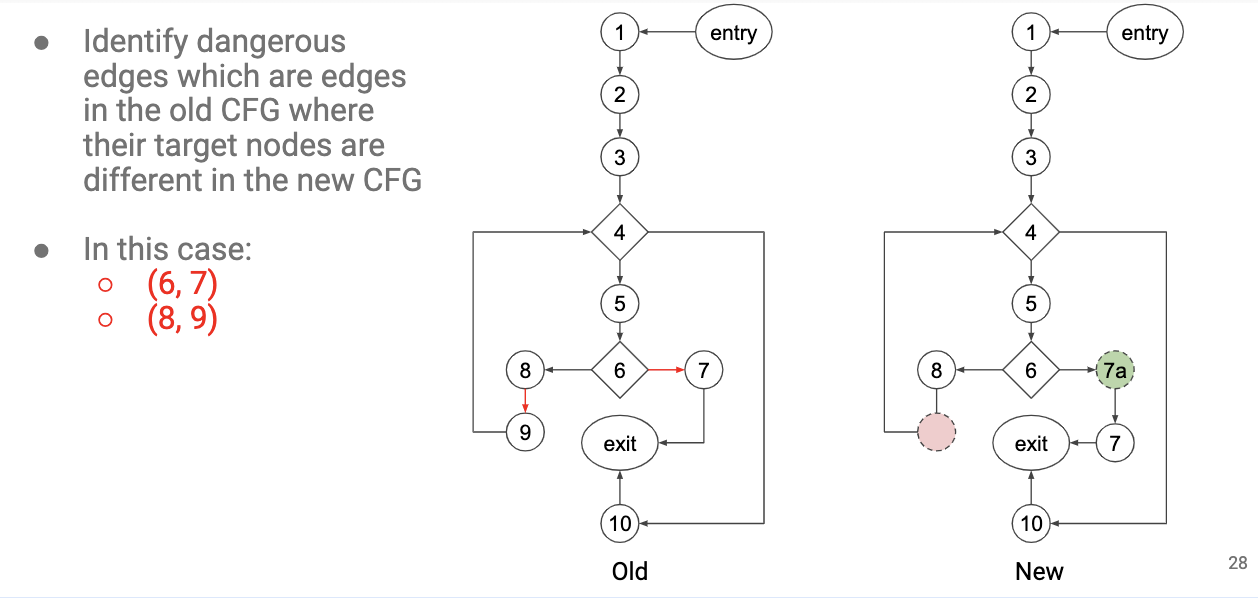 ● Identify dangerous
edges which are edges
in the old CFG where
their target nodes are
different in the new CFG
● In this case:
○ (6, 7)
○ (8, 9)
1
entry
2
3
4
5
8
6
7
9
exit
10
Old
1
entry
2
3
4
5
8
6
7a
exit
7
10
New
28